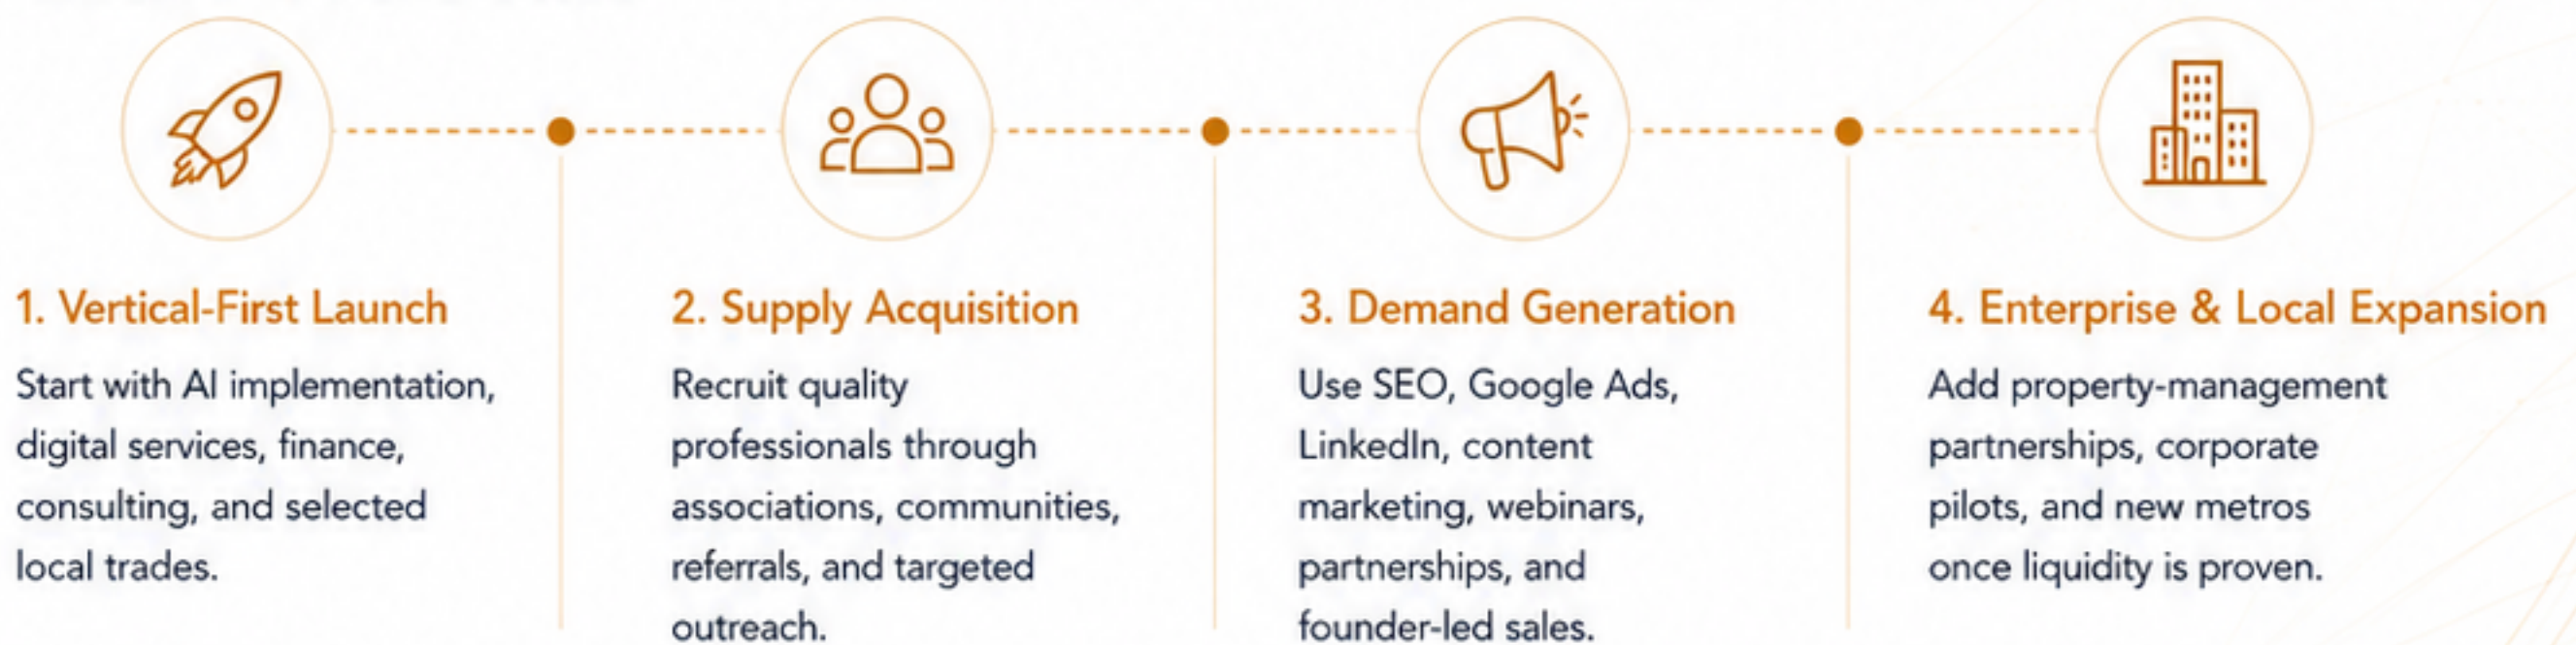 1. Vertical-First Launch
Start with AI implementation,
digital services, finance,
consulting, and selected
local trades.
2. Supply Acquisition
Recruit quality
professionals through
associations, communities,
referrals, and targeted
outreach.
3. Demand Generation
Use SEO, Google Ads,
LinkedIn, content
marketing, webinars,
partnerships, and
founder-led sales.
4. Enterprise & Local Expansion
Add property-management
partnerships, corporate
pilots, and new metros
once liquidity is proven.